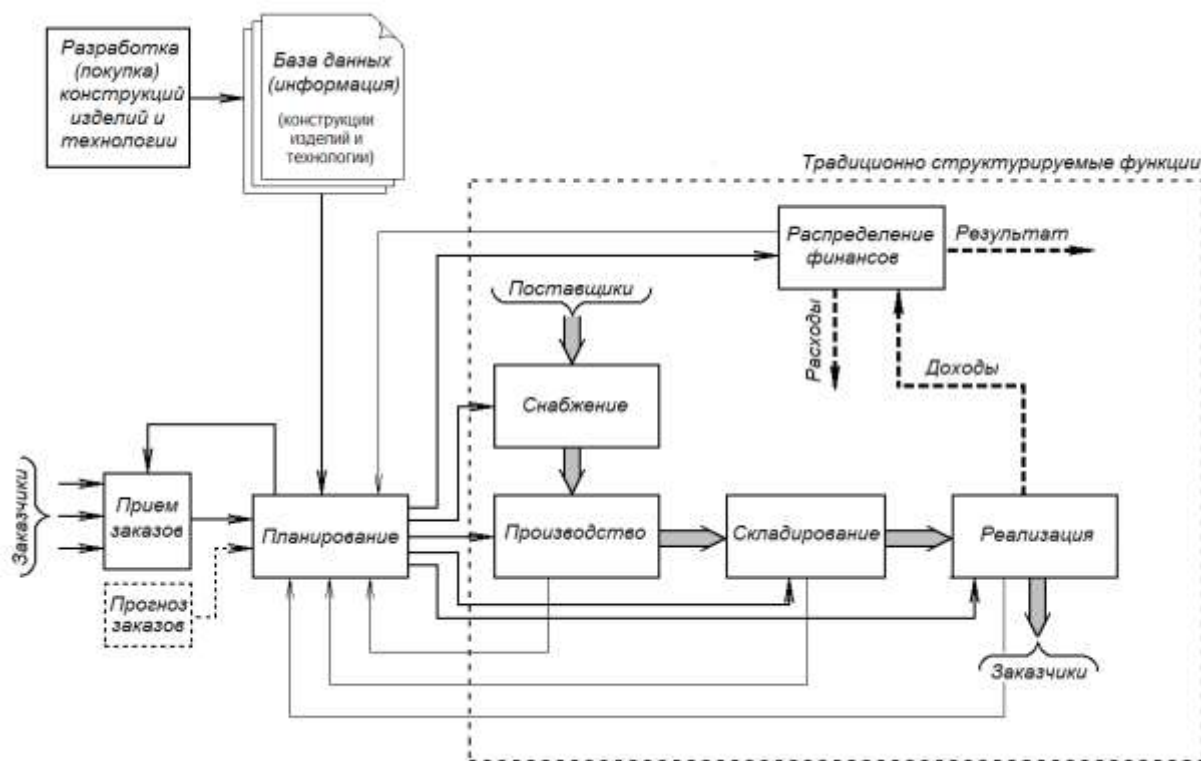 Разработка
(покупка)
конструкций
изделий и
технологии
База данных
(информация)
(конструкции
изделий и
технологии)
Традиционно структурируемые функции
Распределение
финансов
Результат
Поставщики
Расходы
Доходы
Снабжение
Заказчики
Прием
заказов
Планирование
Производство
Складирование
Реализация
Прогноз
заказов
Заказчики